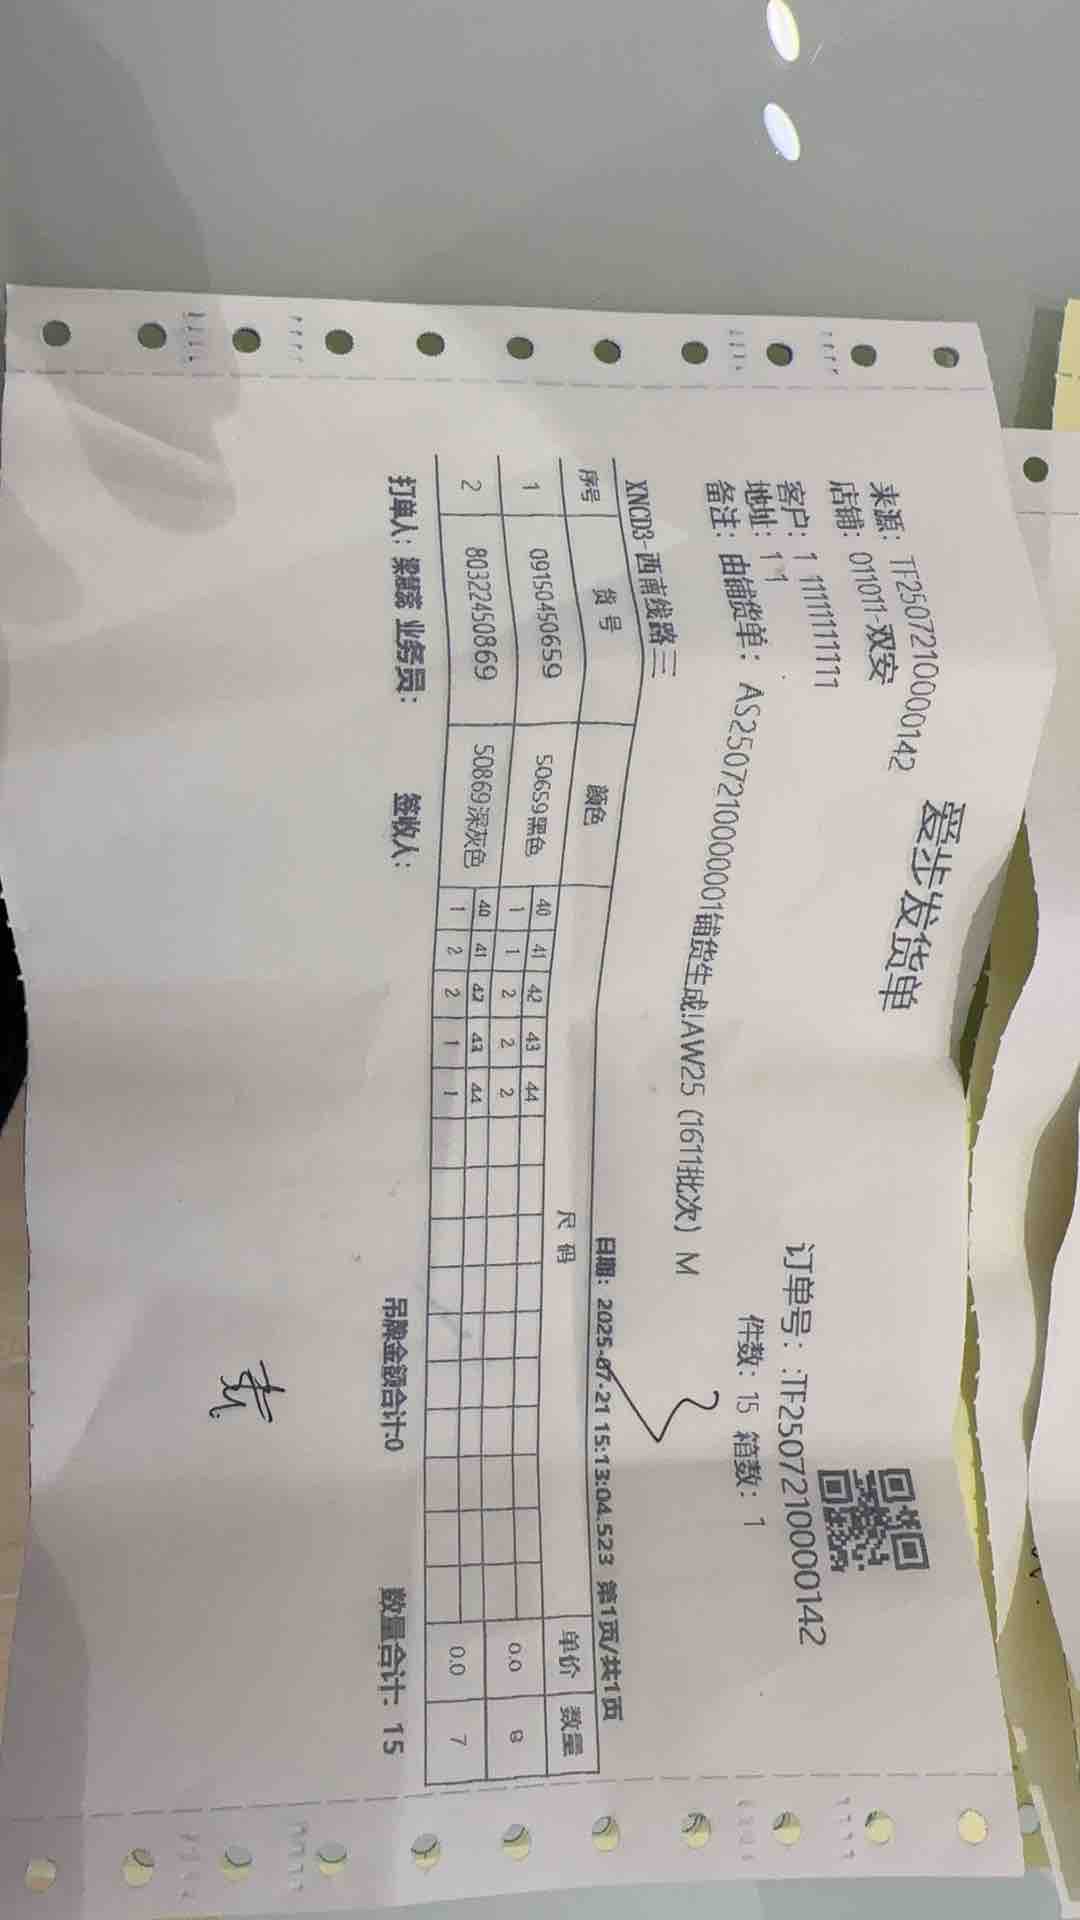 爱步发货单
来源: TF250721000142
店铺: 011011-双安
订单号: :TF250721000142
客户: 1 11111111111
地址: 1 1
件数: 15 箱数: 1
备注: 由铺货单: AS2507210000001铺货生成!AW25 (1611批次) M
XNCD3-西南线路三
日期: 2025-07-21 15:13:04.523 第1页/共1页
序号 货号 颜色 尺码 单价 数量
40 41 42 43 44
1 09150450659 50659黑色 1 1 2 2 2 0.0 8
40 41 42 43 44
2 80322450869 50869深灰色 1 2 2 1 1 0.0 7
打单人: 梁慧蕊 业务员: 签收人: 吊牌金额合计:0 数量合计: 15